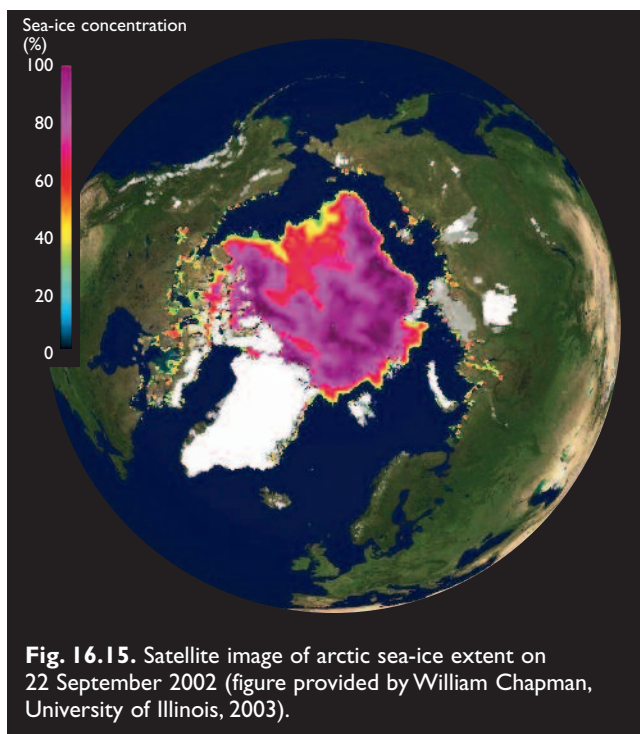 Sea-ice concentration
(%)
100
80
60
40
20
0
Fig. 16.15. Satellite image of arctic sea-ice extent on
22 September 2002 (figure provided by William Chapman,
University of Illinois, 2003).